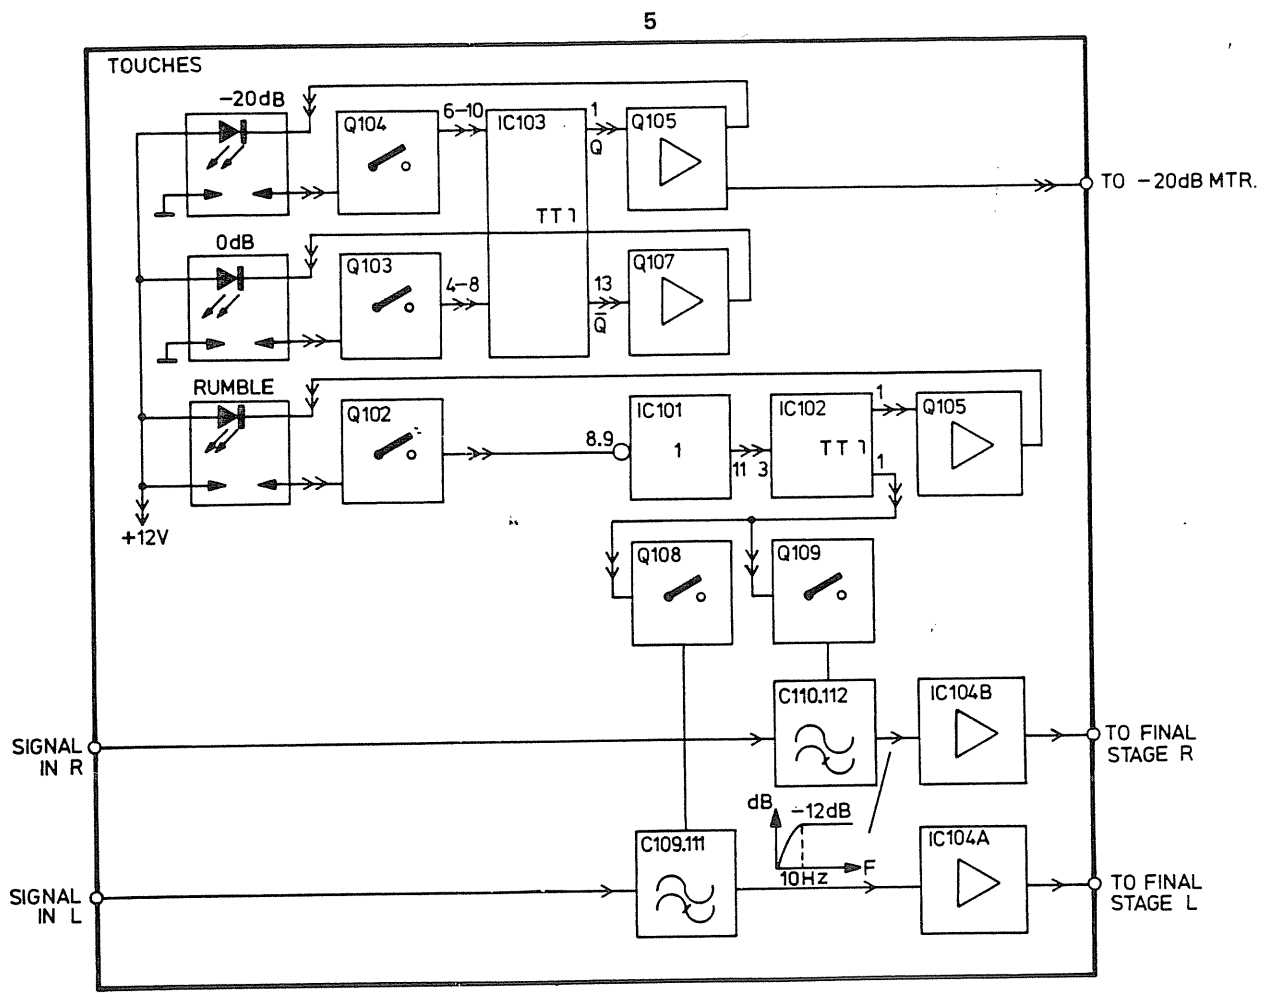 5
TOUCHES
-20dB
Q104
6-10
IC103
1
Q
Q105
TO -20dB MTR.
TT˥
0dB
Q103
4-8
13
Q̅
Q107
RUMBLE
Q102
8.9
IC101
1
11 3
IC102
TT˥
1
1
Q105
+12V
Q108
Q109
C110.112
IC104B
SIGNAL
IN R
TO FINAL
STAGE R
dB
-12dB
F
10Hz
C109.111
IC104A
SIGNAL
IN L
TO FINAL
STAGE L